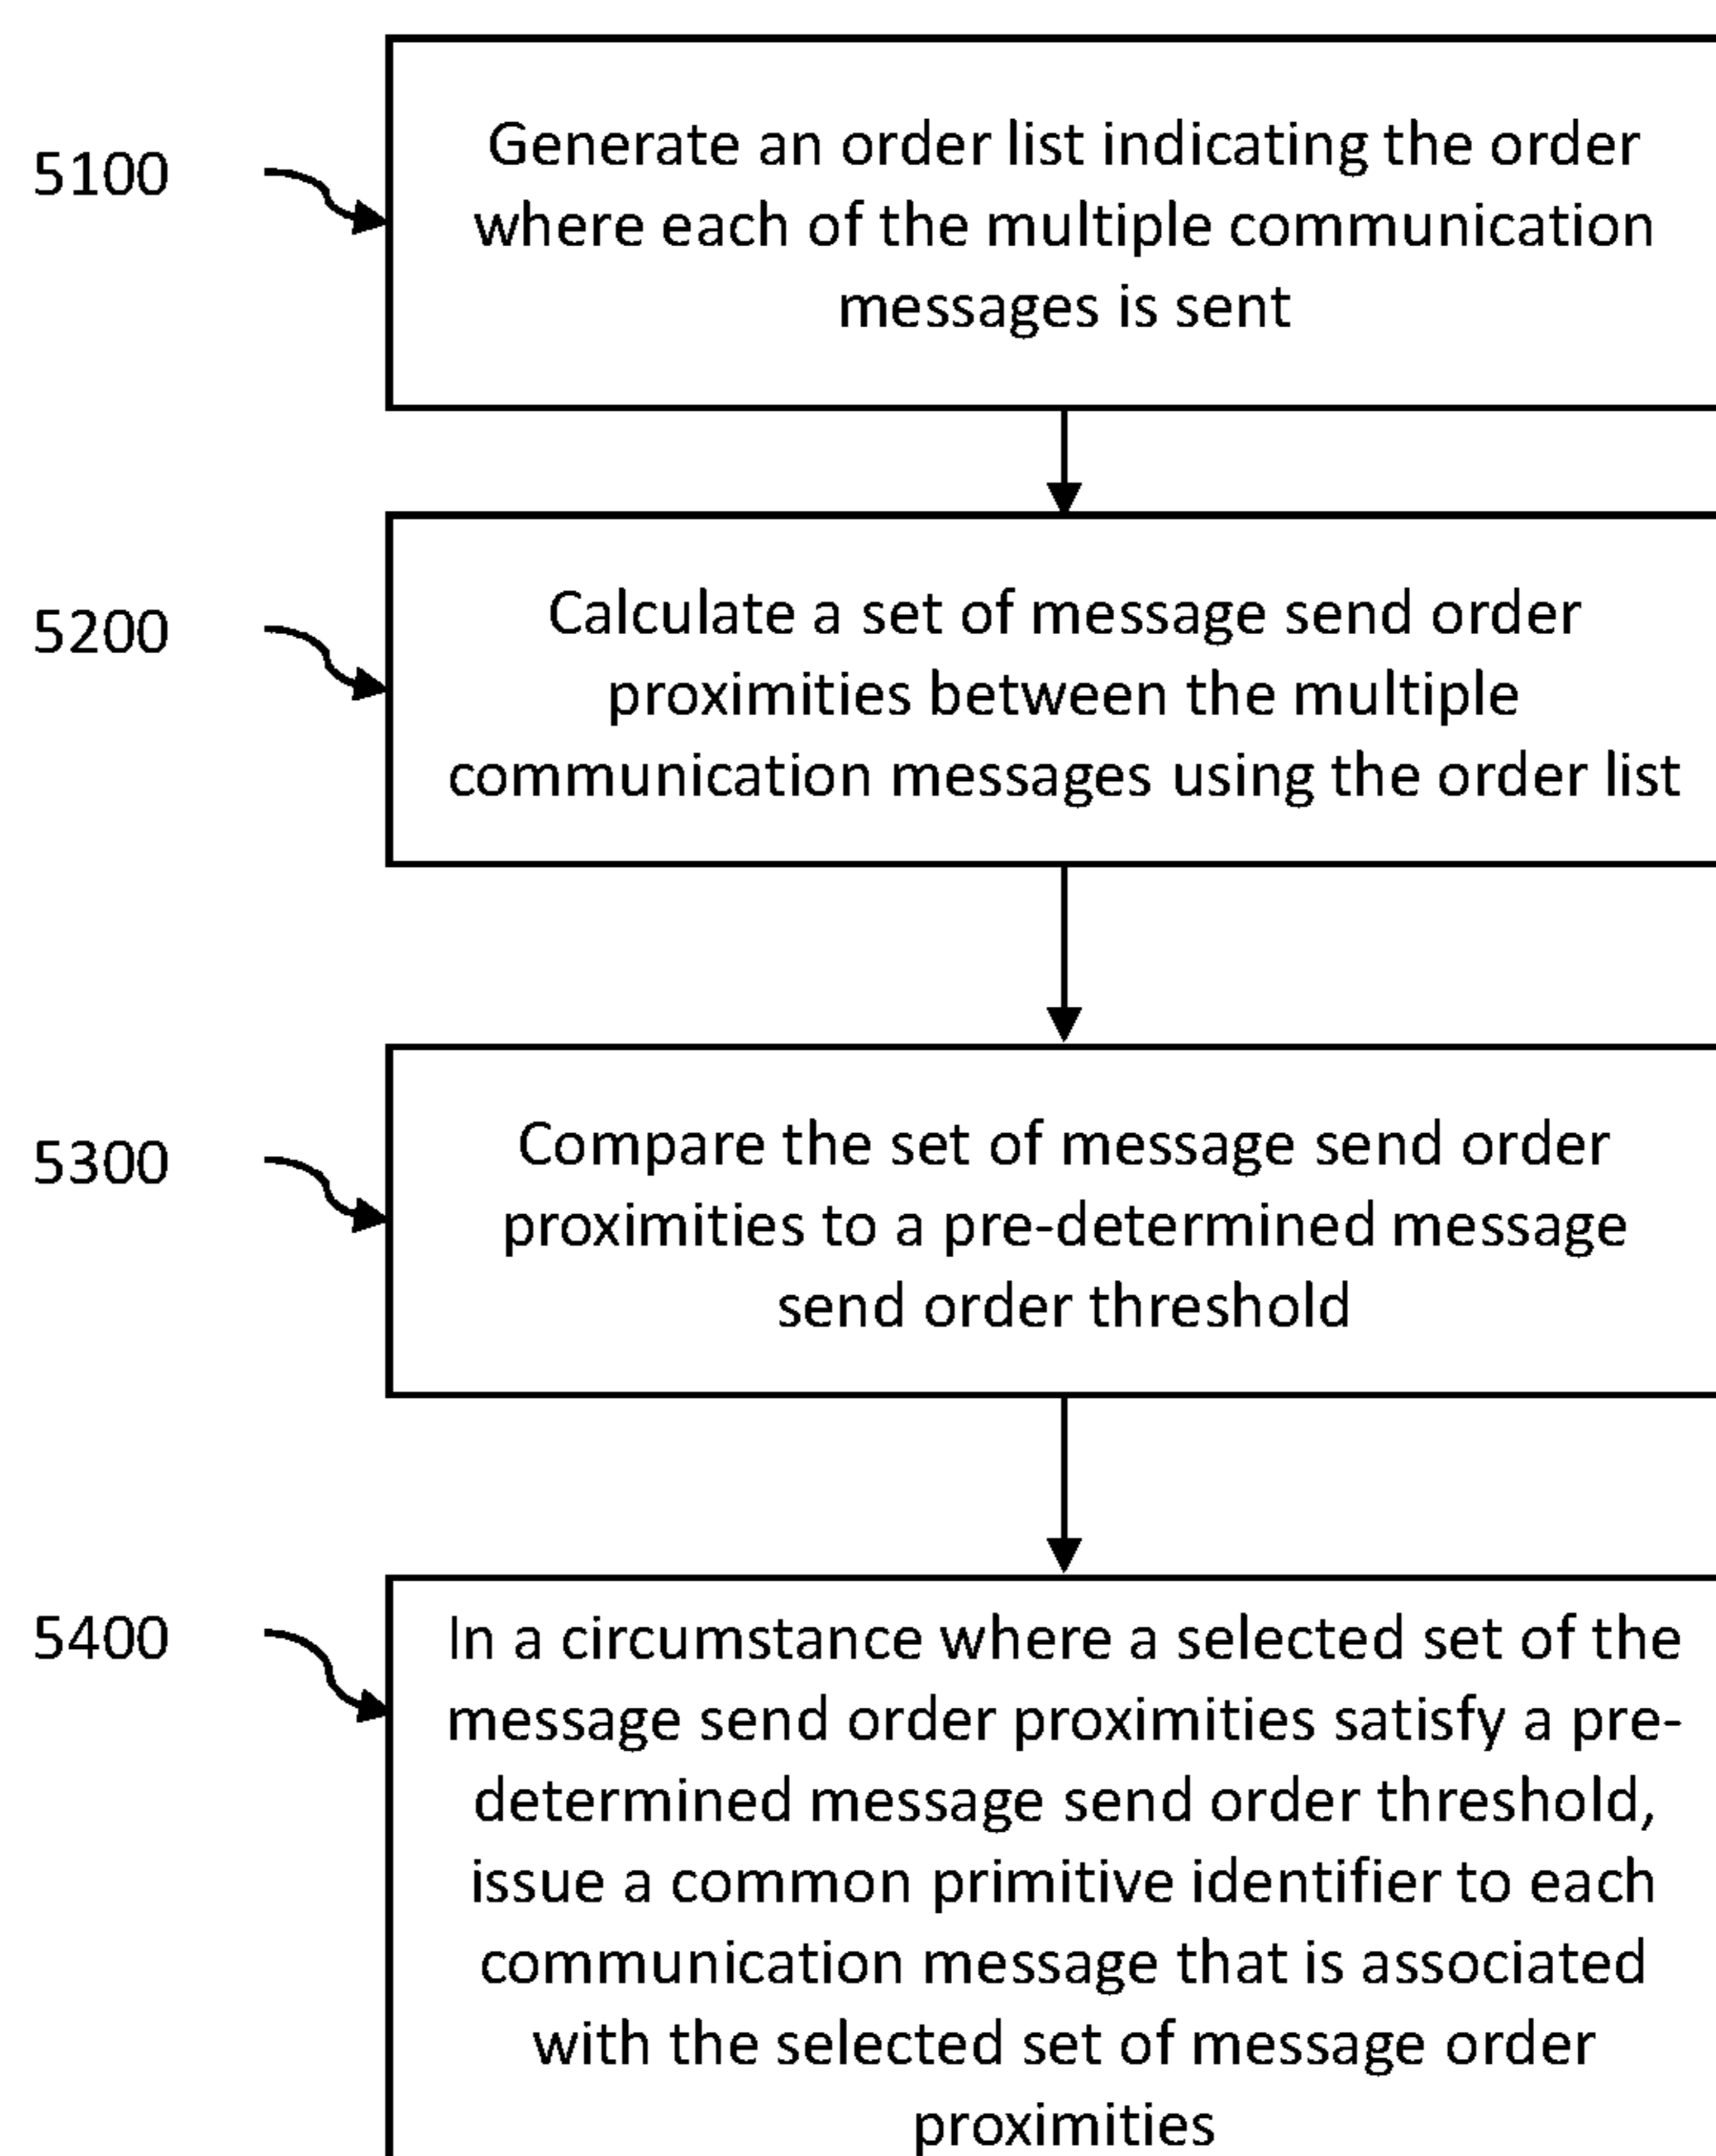 5100
Generate an order list indicating the order
where each of the multiple communication
messages is sent
5200
Calculate a set of message send order
proximities between the multiple
communication messages using the order list
5300
Compare the set of message send order
proximities to a pre-determined message
send order threshold
5400
In a circumstance where a selected set of the
message send order proximities satisfy a pre-
determined message send order threshold,
issue a common primitive identifier to each
communication message that is associated
with the selected set of message order
proximities